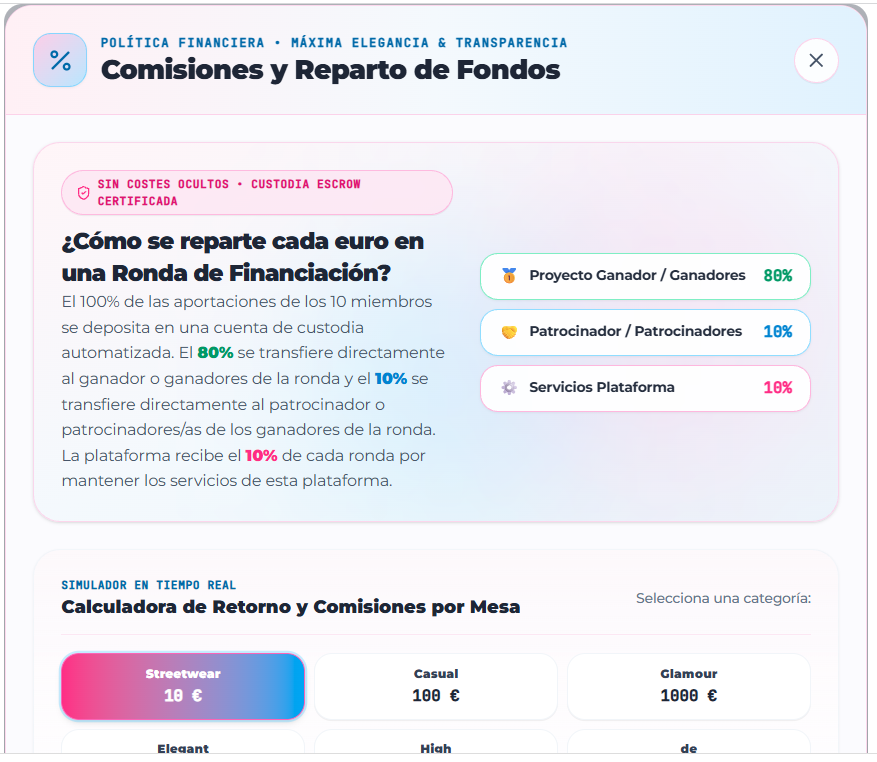 POLÍTICA FINANCIERA • MÁXIMA ELEGANCIA & TRANSPARENCIA
Comisiones y Reparto de Fondos
SIN COSTES OCULTOS • CUSTODIA ESCROW
CERTIFICADA
¿Cómo se reparte cada euro en
una Ronda de Financiación?
El 100% de las aportaciones de los 10 miembros
se deposita en una cuenta de custodia
automatizada. El 80% se transfiere directamente
al ganador o ganadores de la ronda y el 10% se
transfiere directamente al patrocinador o
patrocinadores/as de los ganadores de la ronda.
La plataforma recibe el 10% de cada ronda por
mantener los servicios de esta plataforma.
Proyecto Ganador / Ganadores 80%
Patrocinador / Patrocinadores 10%
Servicios Plataforma 10%
SIMULADOR EN TIEMPO REAL
Calculadora de Retorno y Comisiones por Mesa
Selecciona una categoría:
Streetwear
10 €
Casual
100 €
Glamour
1000 €
Elegant
High
de